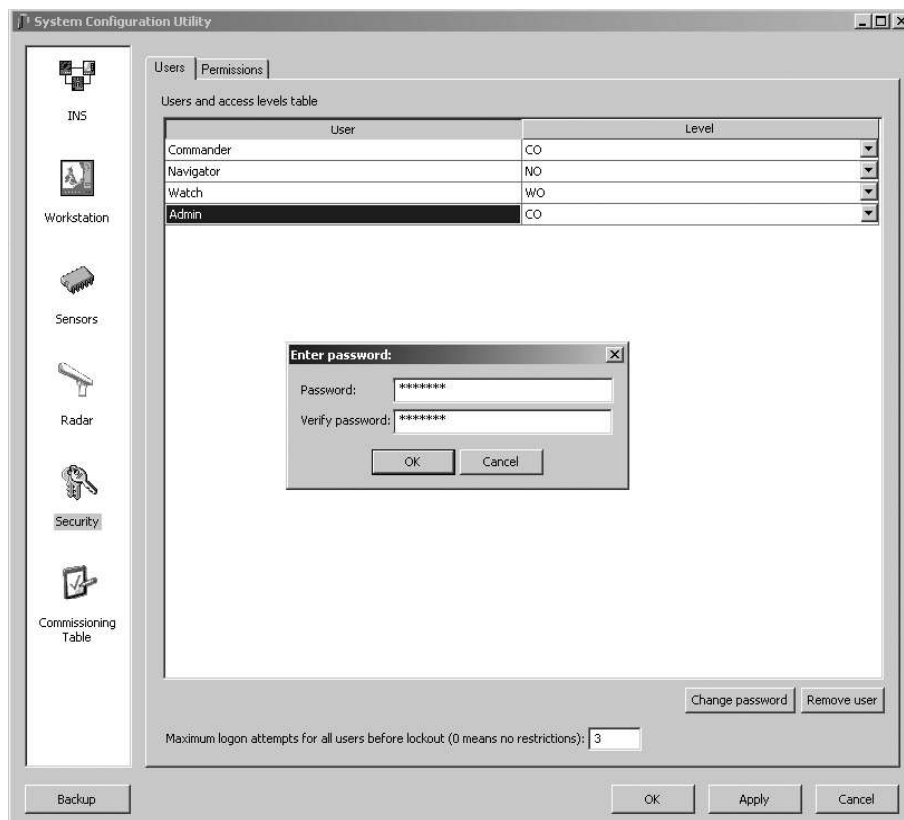 System Configuration Utility
INS
Workstation
Sensors
Radar
Security
Commissioning
Table
Users Permissions
Users and access levels table
User Level
Commander CO
Navigator NO
Watch WO
Admin CO
Enter password:
Password: *******
Verify password: *******
OK Cancel
Change password Remove user
Maximum logon attempts for all users before lockout (0 means no restrictions): 3
Backup OK Apply Cancel